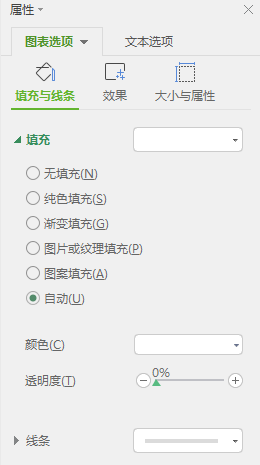 属性
图表选项 文本选项
填充与线条 效果 大小与属性
填充
无填充(N)
纯色填充(S)
渐变填充(G)
图片或纹理填充(P)
图案填充(A)
自动(U)
颜色(C)
透明度(T) 0%
线条